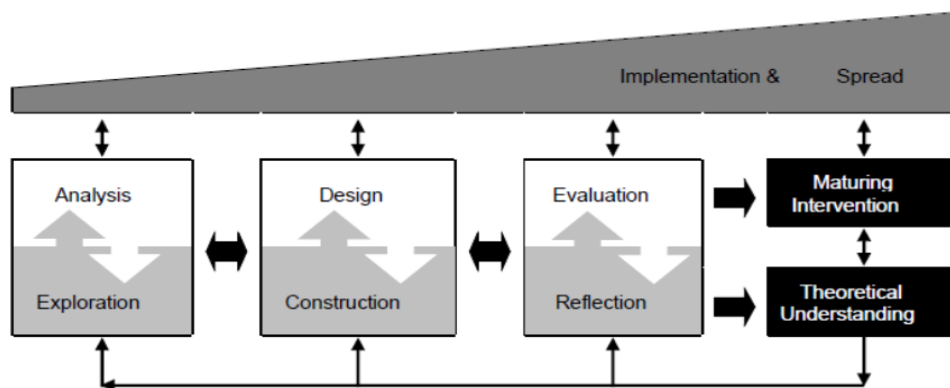 Implementation & Spread
Analysis
Exploration
Design
Construction
Evaluation
Reflection
Maturing
Intervention
Theoretical
Understanding